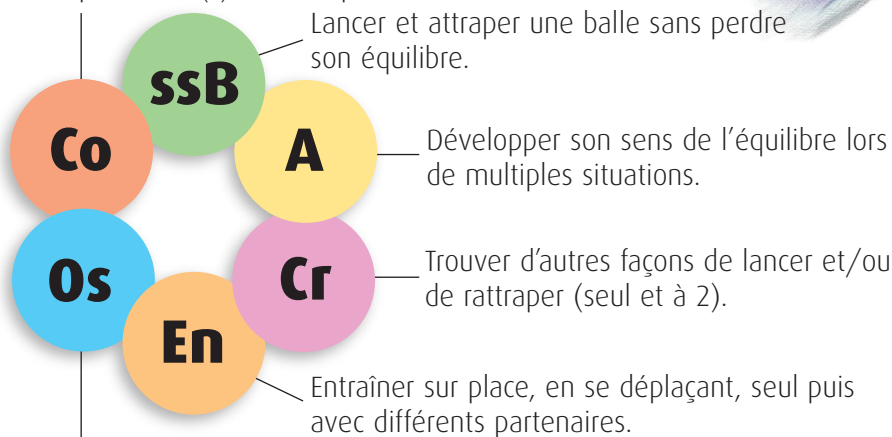 Lancer et attraper une balle sans perdre
son équilibre.
ssB
Co
A
Développer son sens de l’équilibre lors
de multiples situations.
Os
Cr
Trouver d’autres façons de lancer et/ou
de rattraper (seul et à 2).
En
Entraîner sur place, en se déplaçant, seul puis
avec différents partenaires.